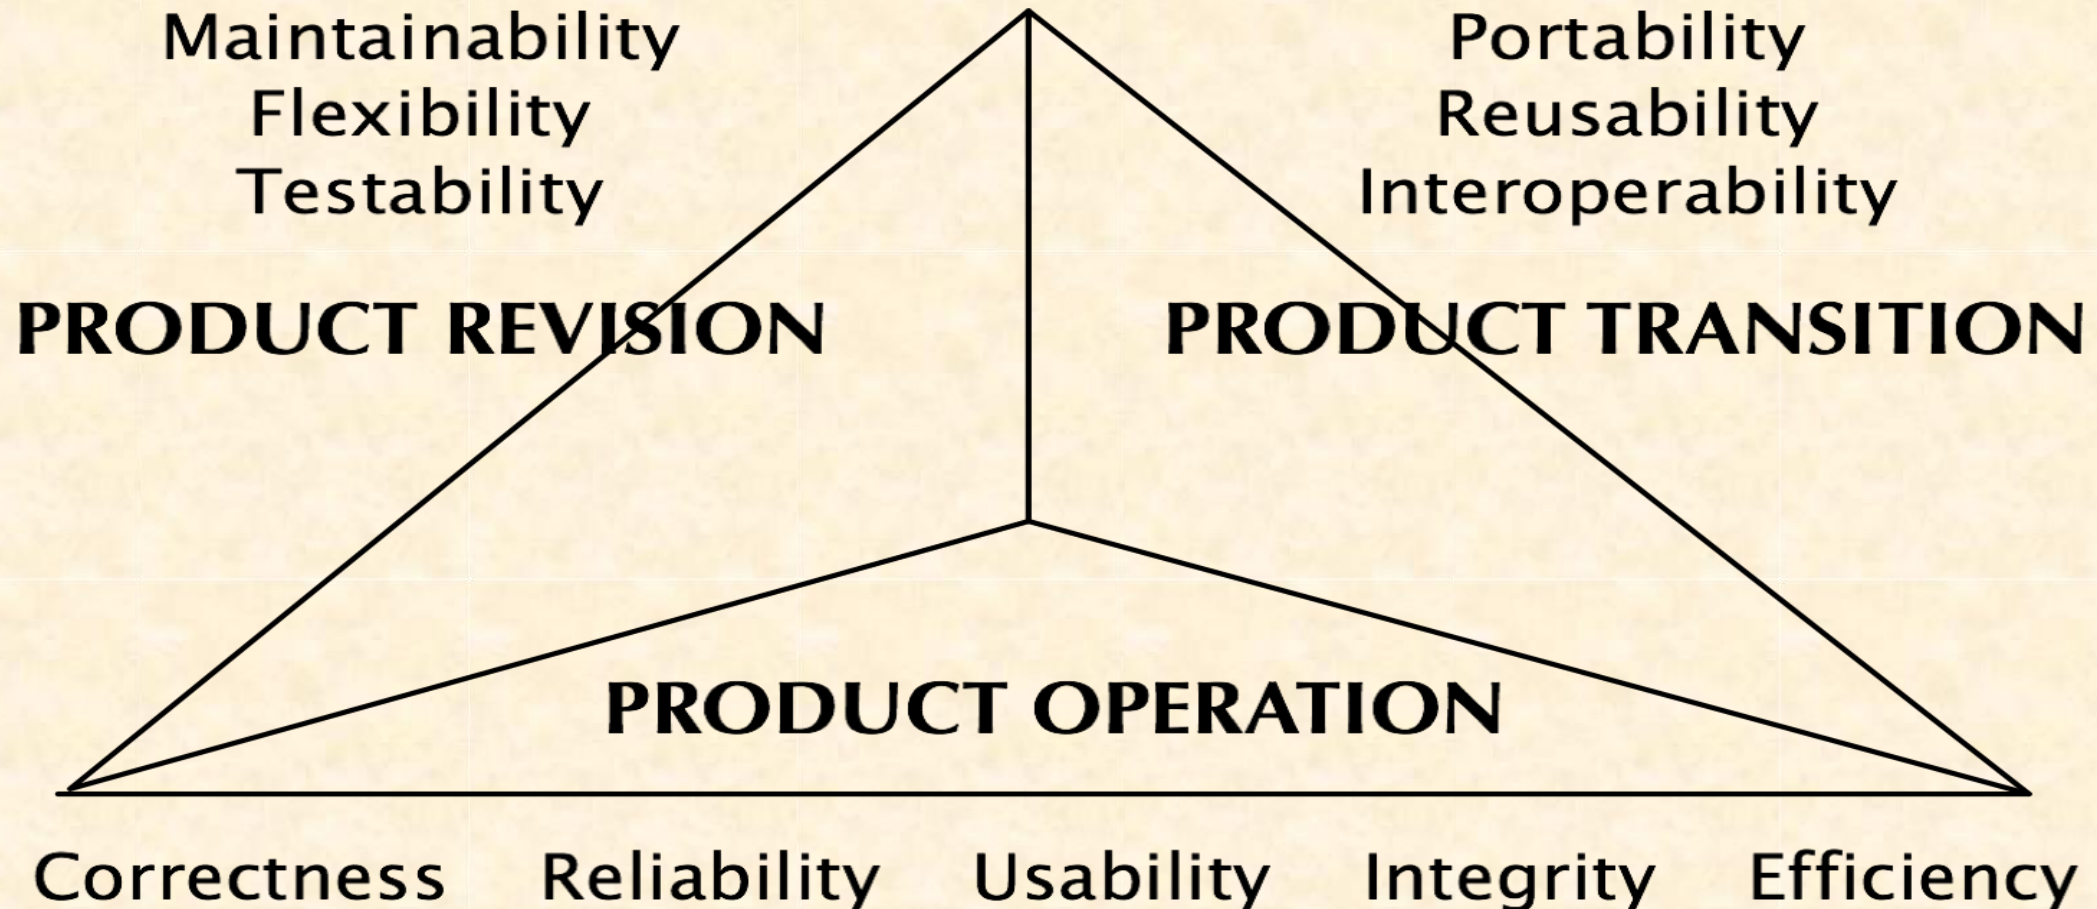 Maintainability
Flexibility
Testability
PRODUCT REVISION
Portability
Reusability
Interoperability
PRODUCT TRANSITION
PRODUCT OPERATION
Correctness Reliability Usability Integrity Efficiency